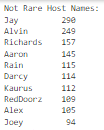 Not Rare Host Names:
Jay 290
Alvin 249
Richards 157
Aaron 145
Rain 115
Darcy 114
Kaurus 112
RedDoorz 109
Alex 105
Joey 94